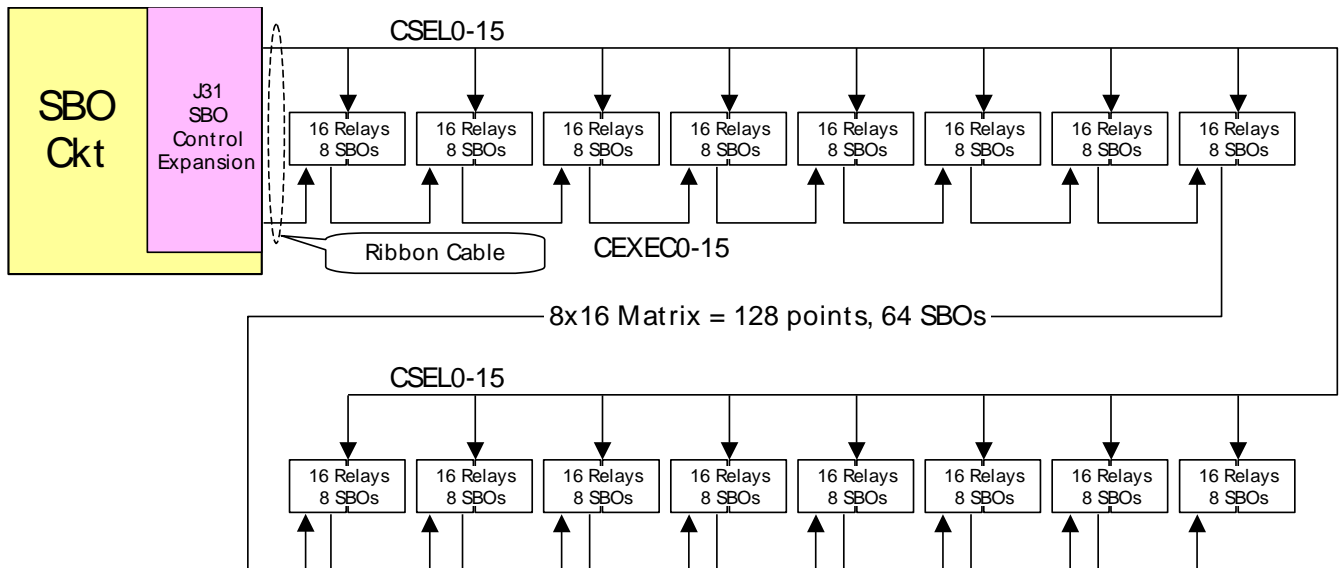 CSEL0-15
SBO
Ckt
J31
SBO
Control
Expansion
16 Relays
8 SBOs
16 Relays
8 SBOs
16 Relays
8 SBOs
16 Relays
8 SBOs
16 Relays
8 SBOs
16 Relays
8 SBOs
16 Relays
8 SBOs
16 Relays
8 SBOs
Ribbon Cable
CEXEC0-15
8x16 Matrix = 128 points, 64 SBOs
CSEL0-15
16 Relays
8 SBOs
16 Relays
8 SBOs
16 Relays
8 SBOs
16 Relays
8 SBOs
16 Relays
8 SBOs
16 Relays
8 SBOs
16 Relays
8 SBOs
16 Relays
8 SBOs